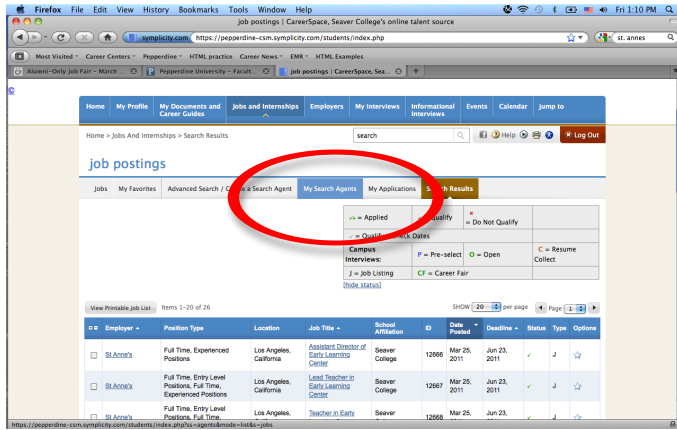 Firefox File Edit View History Bookmarks Tools Window Help Fri 1:10 PM
job postings | CareerSpace, Seaver College's online talent source
symplicity.com https://pepperdine-csm.symplicity.com/students/index.php st. annes
Most Visited Career Centers Pepperdine HTML practice Career News EMR HTML Examples
Alumni-Only Job Fair – March ... Pepperdine University – Facult... job postings | CareerSpace, Sea...
Home My Profile My Documents and Career Guides Jobs and Internships Employers My Interviews Informational Interviews Events Calendar Jump to
Home > Jobs And Internships > Search Results search Help Log Out
job postings
Jobs My Favorites Advanced Search / a Search Agent My Search Agents My Applications Results
= Applied = Do Not Qualify
Dates
Campus Interviews: P = Pre-select O = Open C = Resume Collect
J = Job Listing CF = Career Fair
[hide status]
View Printable Job List Items 1-20 of 26 SHOW 20 per page Page 1
Employer Position Type Location Job Title School Affiliation ID Date Posted Deadline Status Type Options
St Anne's Full Time, Experienced Positions Los Angeles, California Assistant Director of Early Learning Center Seaver College 12666 Mar 25, 2011 Jun 23, 2011 J
St Anne's Full Time, Entry Level Positions, Full Time, Experienced Positions Los Angeles, California Lead Teacher in Early Learning Center Seaver College 12667 Mar 25, 2011 Jun 23, 2011 J
St Anne's Full Time, Entry Level Positions, Full Time, Los Angeles, Teacher in Early Seaver 12668 Mar 25, Jun 23, J
https://pepperdine-csm.symplicity.com/students/index.php?ss=agents&mode=list&s=jobs